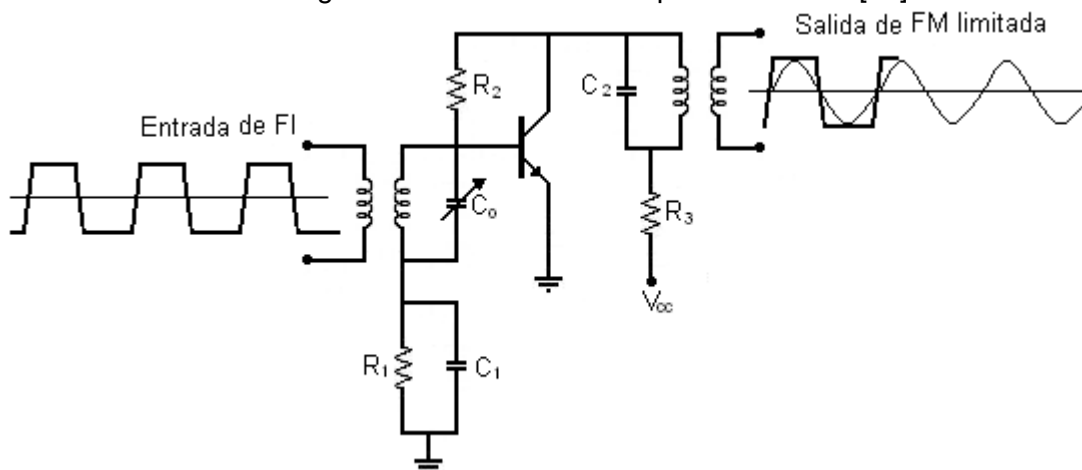 Salida de FM limitada
R2
C2
Entrada de FI
Co
R3
Vcc
R1
C1